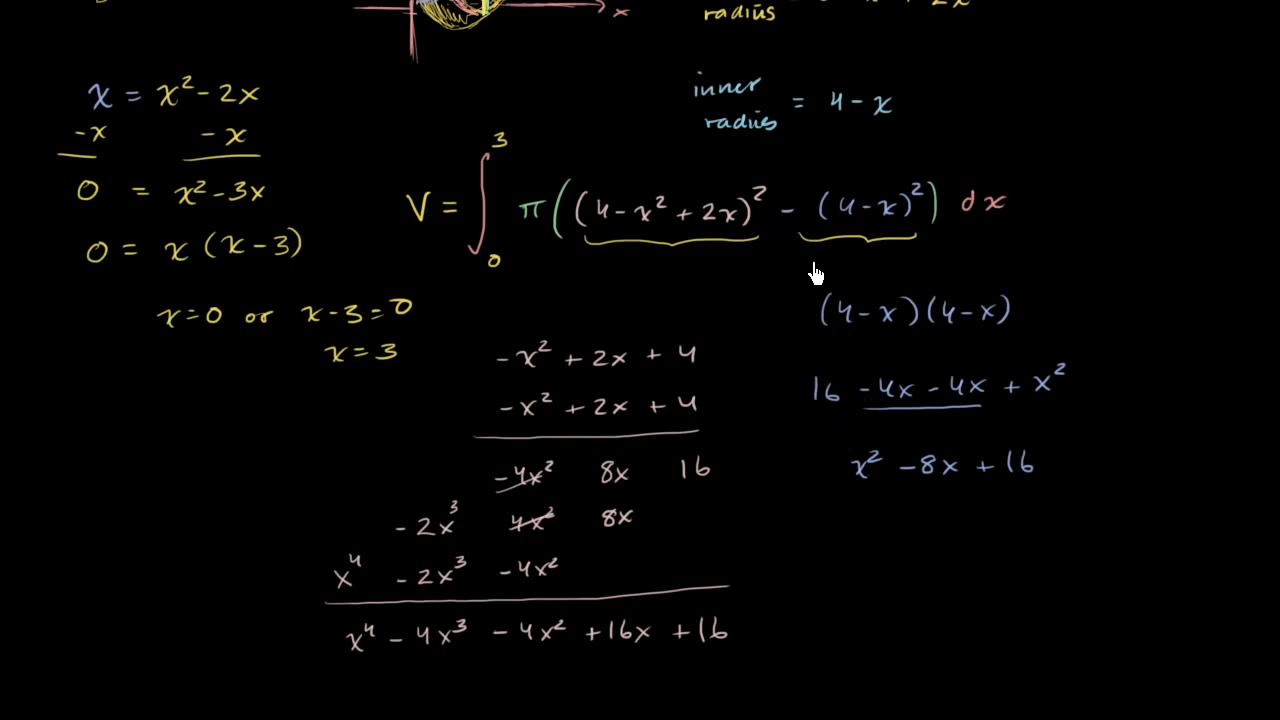 x
radius
x = x² - 2x
-x - x
0 = x² - 3x
0 = x (x - 3)
x = 0 or x - 3 = 0
x = 3
inner radius = 4 - x
V = ∫₀³ π((4 - x² + 2x)² - (4 - x)²) dx
-x² + 2x + 4
-x² + 2x + 4
-4x² 8x 16
-2x³ 4x² 8x
x⁴ - 2x³ - 4x²
x⁴ - 4x³ - 4x² + 16x + 16
(4 - x)(4 - x)
16 - 4x - 4x + x²
x² - 8x + 16